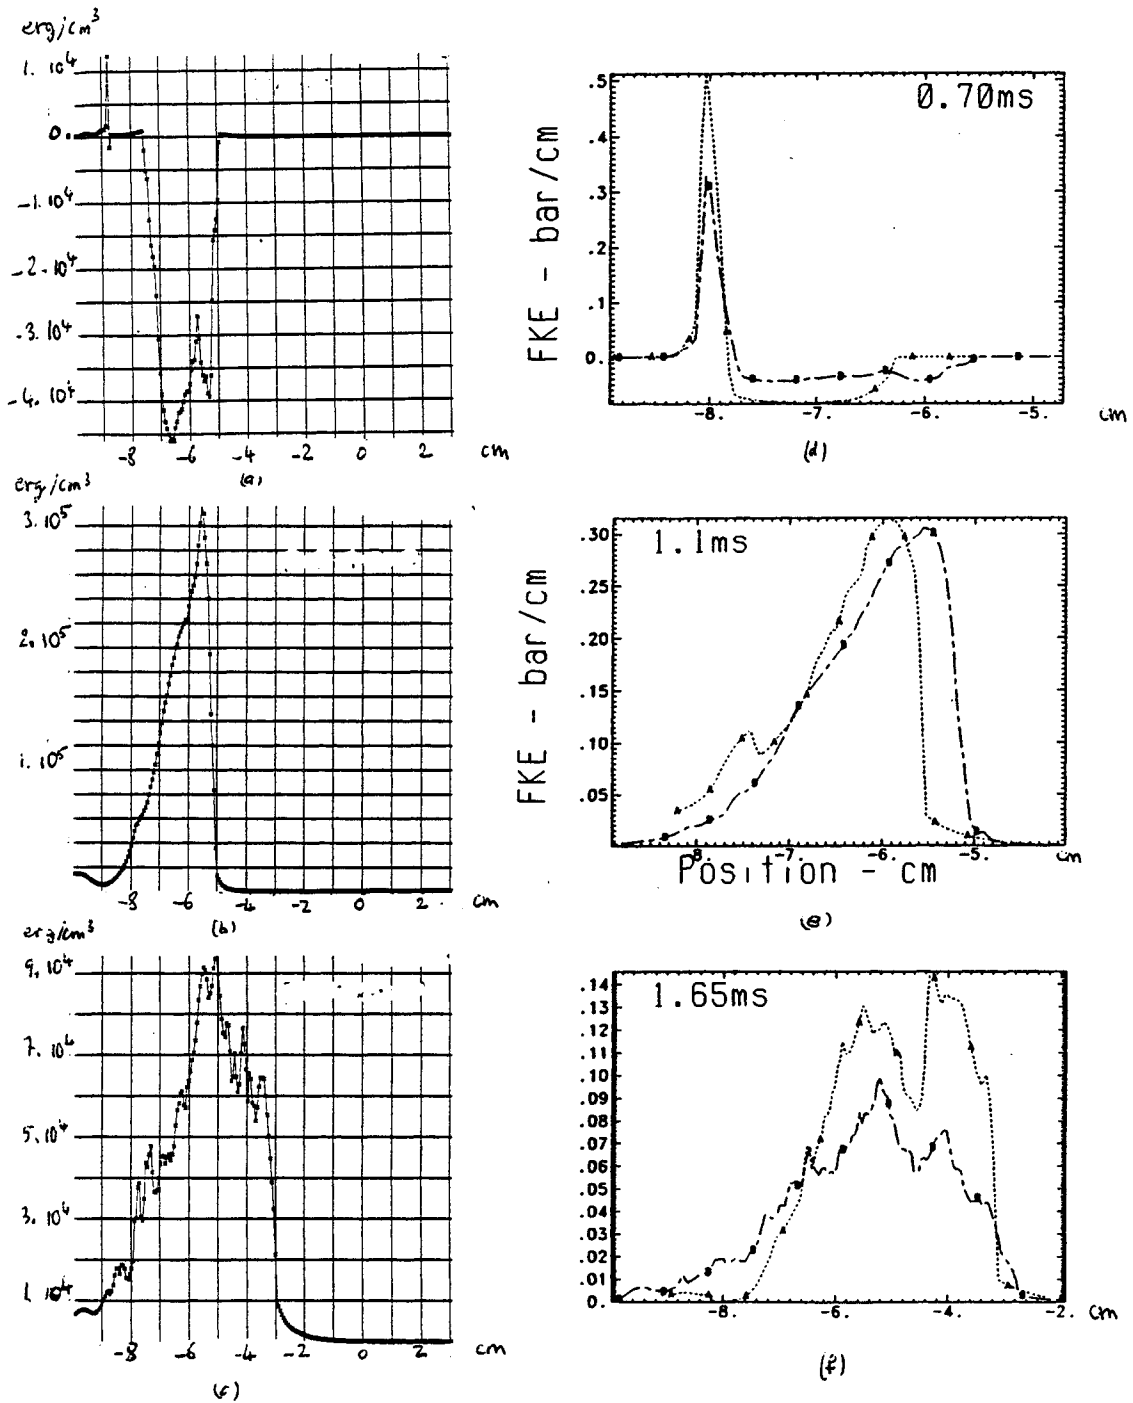 erg/cm³
1. 10⁴
0.
-1. 10⁴
-2. 10⁴
-3. 10⁴
-4. 10⁴
-8 -6 -4 -2 0 2 cm
(a)
erg/cm³
3. 10⁵
2. 10⁵
1. 10⁵
-8 -6 -4 -2 0 2 cm
(b)
erg/cm³
9. 10⁴
7. 10⁴
5. 10⁴
3. 10⁴
1. 10⁴
-8 -6 -4 -2 0 2 cm
(c)
0.70ms
FKE - bar/cm
.5
.4
.3
.2
.1
0.
-8. -7. -6. -5. cm
(d)
1.1ms
FKE - bar/cm
.30
.25
.20
.15
.10
.05
-8. -7. -6. -5. cm
Position - cm
(e)
1.65ms
.14
.13
.12
.11
.10
.09
.08
.07
.06
.05
.04
.03
.02
.01
0.
-8. -6. -4. -2. cm
(f)